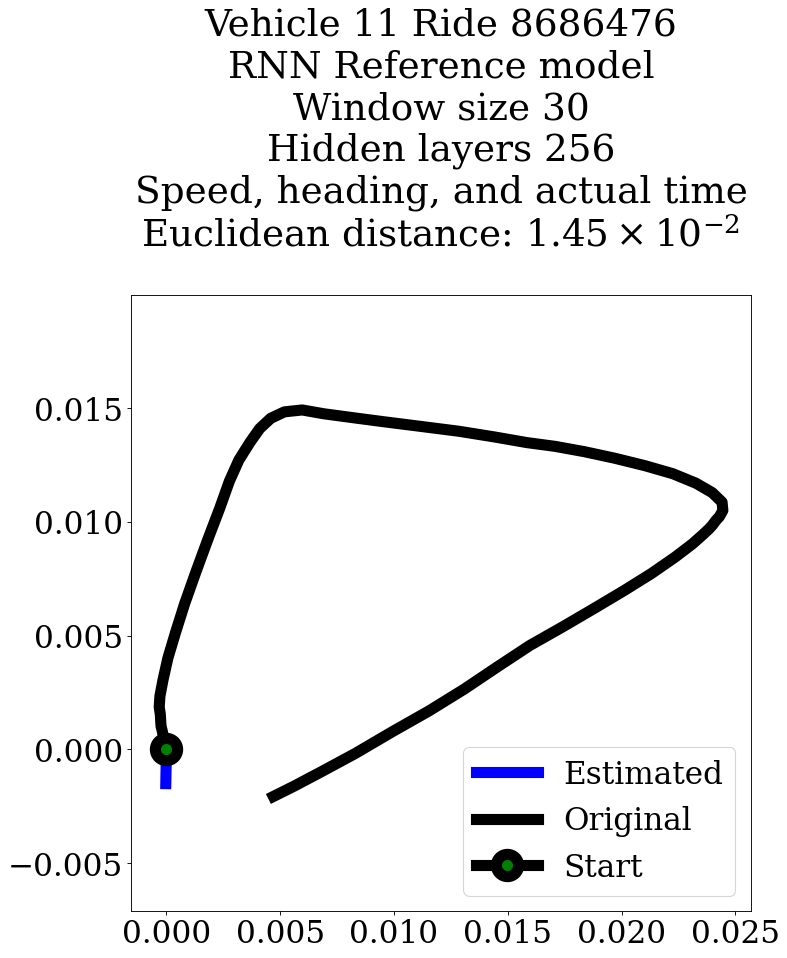 Vehicle 11 Ride 8686476
RNN Reference model
Window size 30
Hidden layers 256
Speed, heading, and actual time
Euclidean distance: 1.45 × 10⁻²
0.015
0.010
0.005
0.000
−0.005
Estimated
Original
Start
0.000 0.005 0.010 0.015 0.020 0.025